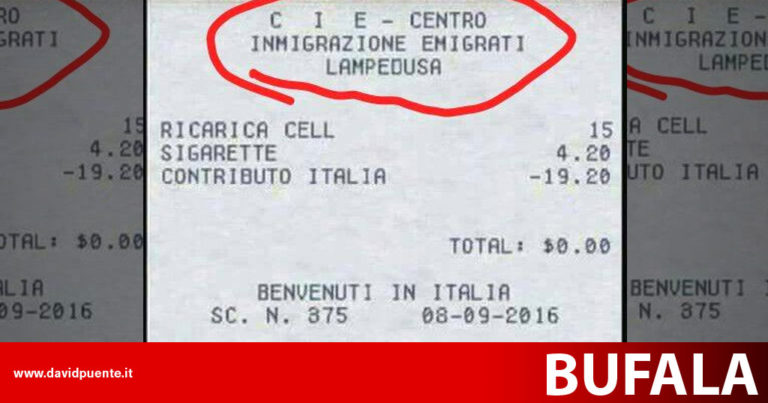 C I E - CENTRO
INMIGRAZIONE EMIGRATI
LAMPEDUSA
RICARICA CELL 15
SIGARETTE 4.20
CONTRIBUTO ITALIA -19.20
TOTAL: $0.00
BENVENUTI IN ITALIA
SC. N. 375 08-09-2016
www.davidpuente.it
BUFALA